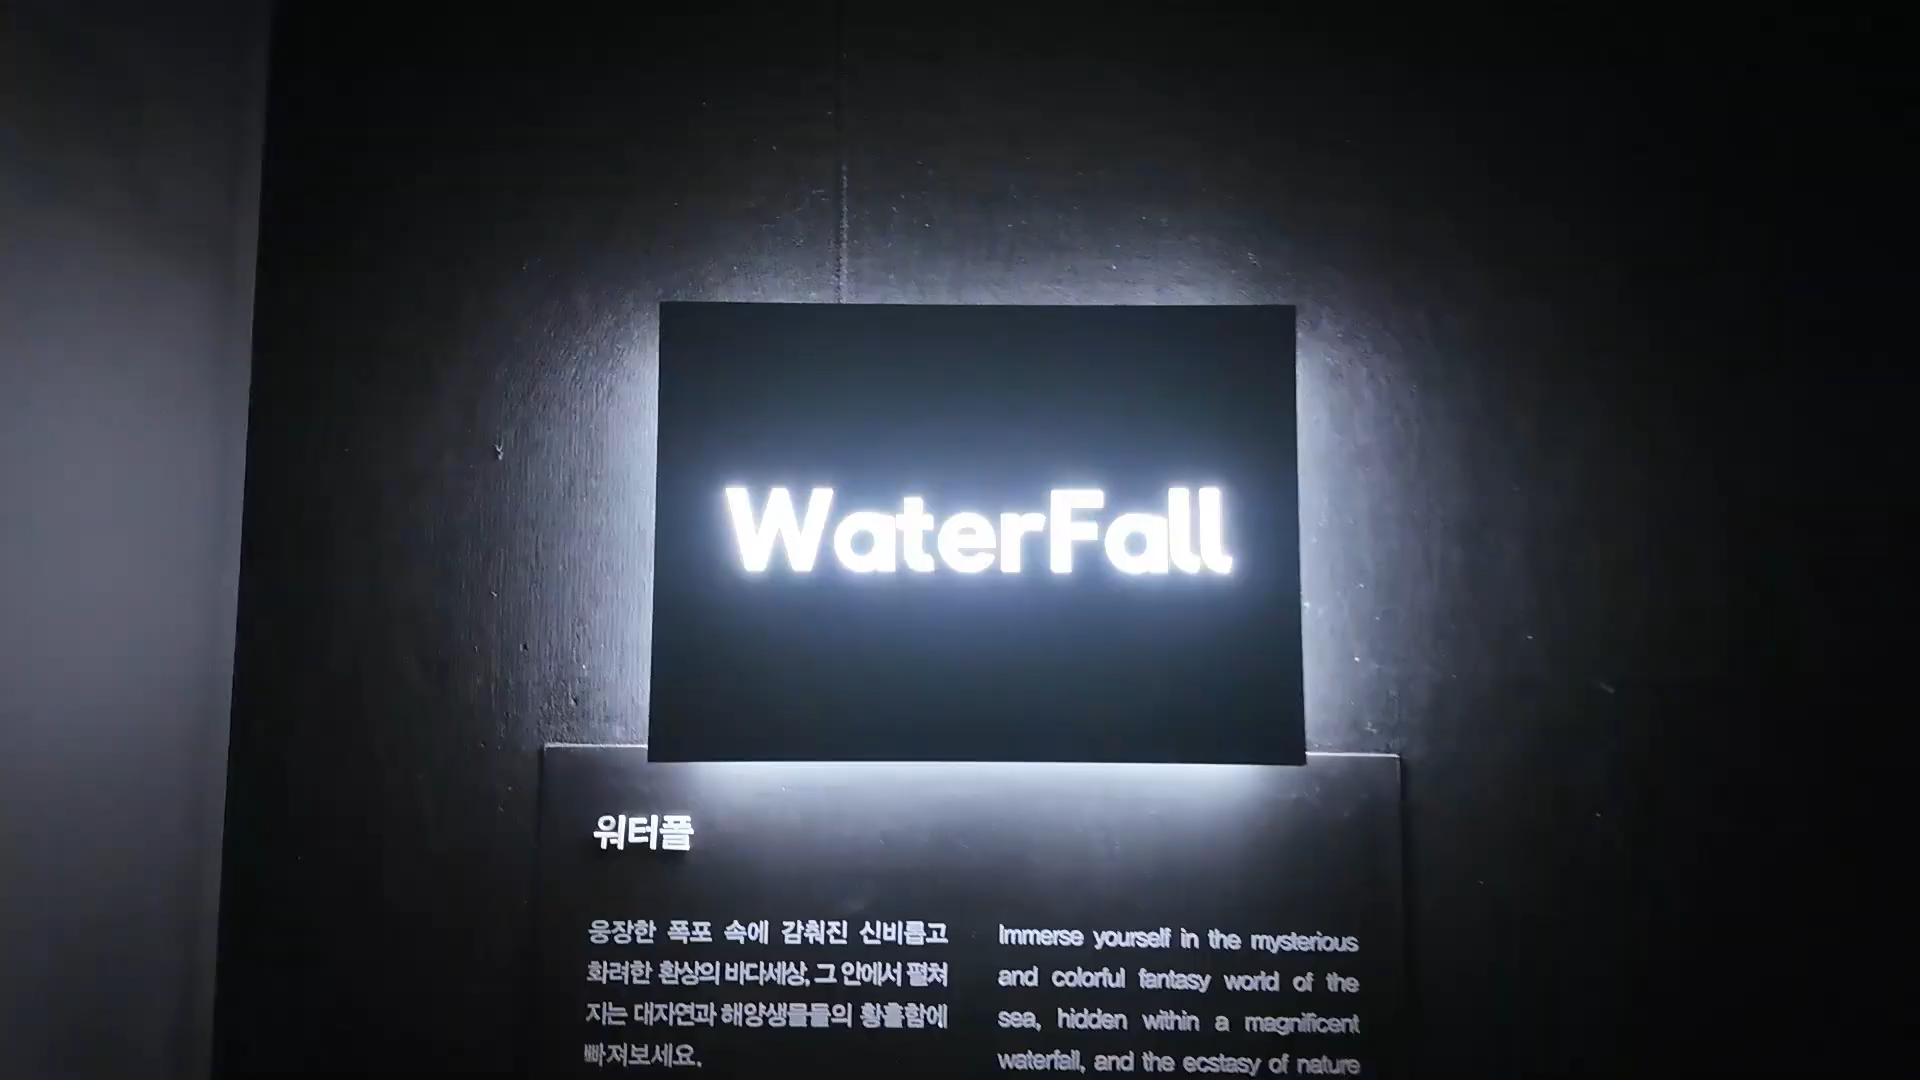 WaterFall
워터폴
웅장한 폭포 속에 감춰진 신비롭고
화려한 환상의 바다세상, 그 안에서 펼쳐
지는 대자연과 해양생물들의 황홀함에
빠져보세요.
Immerse yourself in the mysterious
and colorful fantasy world of the
sea, hidden within a magnificent
waterfall, and the ecstasy of nature